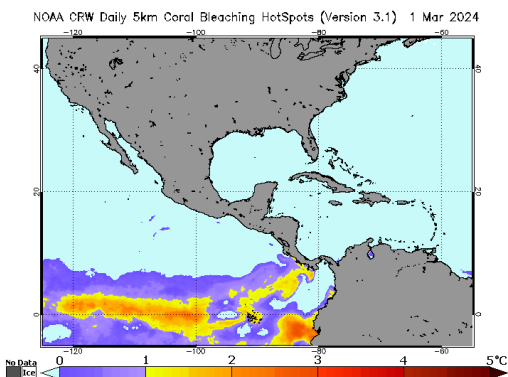 NOAA CRW Daily 5km Coral Bleaching HotSpots (Version 3.1) 1 Mar 2024
-120 -100 -80 -60
40 40
20 20
0 0
-120 -100 -80 -60
No Data
Ice 0 1 2 3 4 5°C